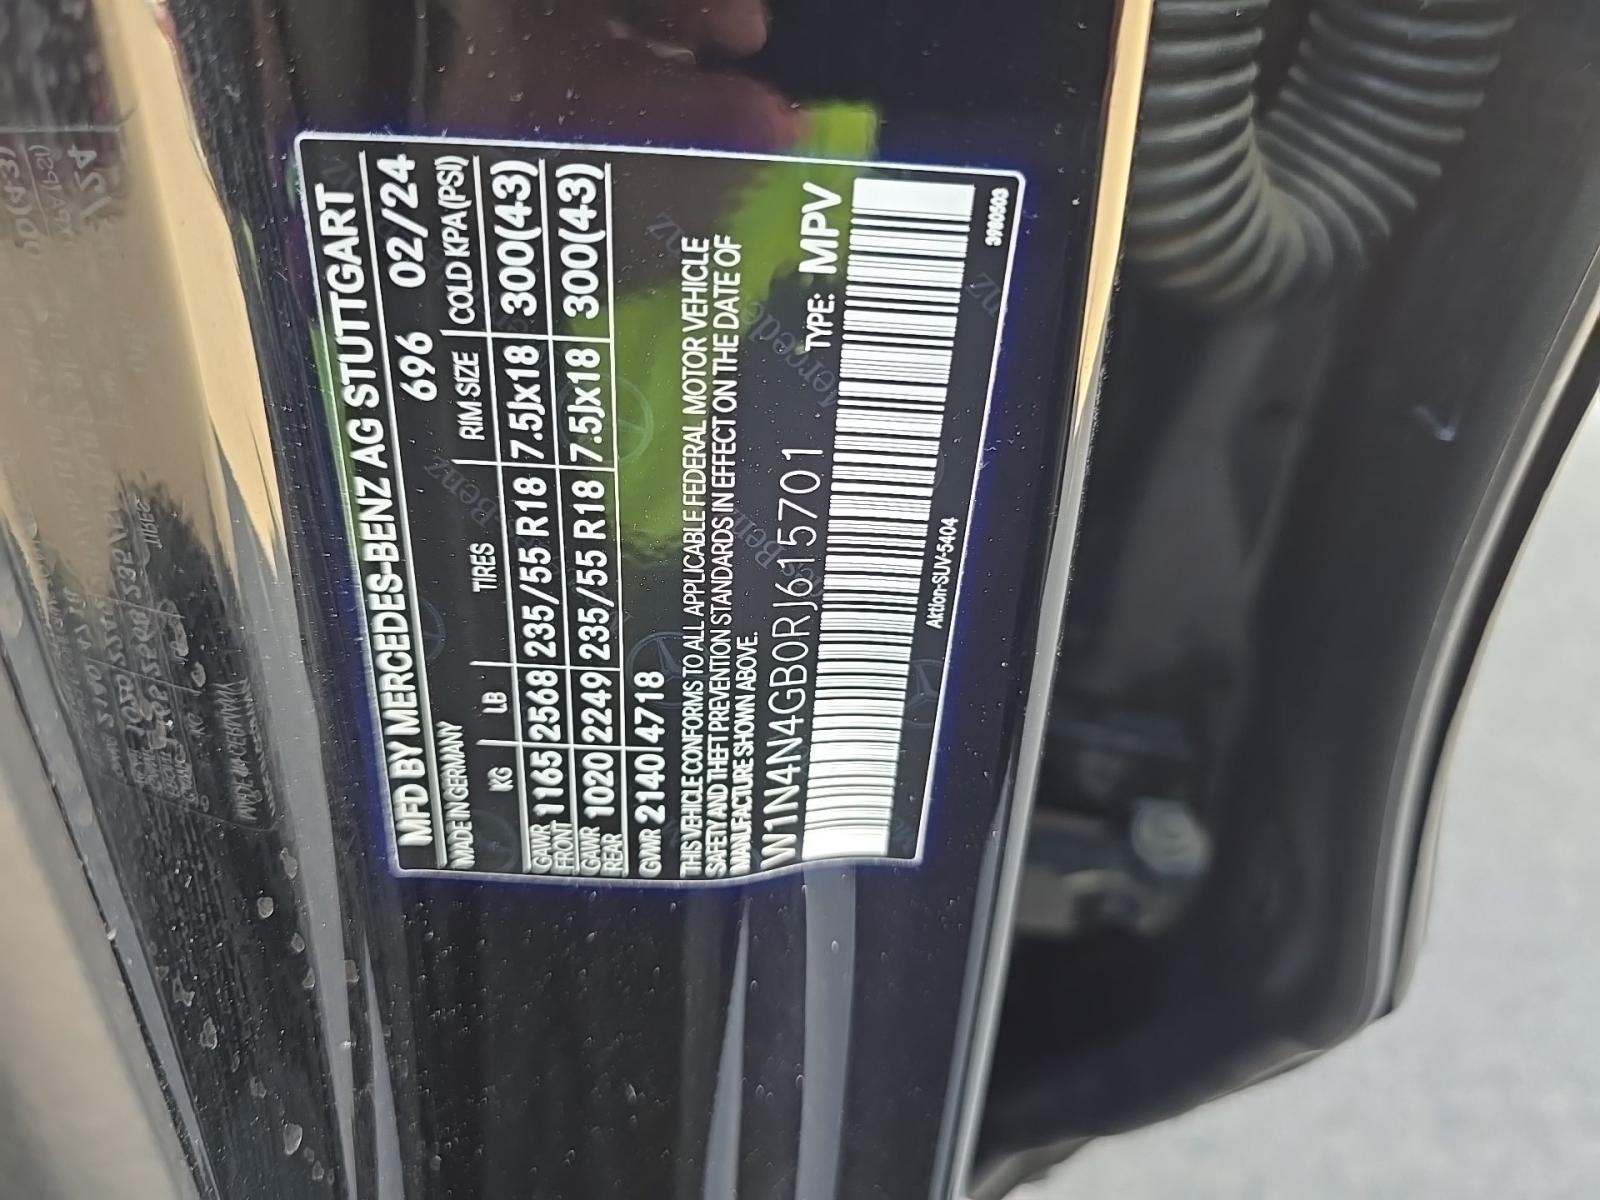 MFD BY MERCEDES-BENZ AG STUTTGART
MADE IN GERMANY 696 02/24
KG LB TIRES RIM SIZE COLD KPA(PSI)
GAWR FRONT 1165 2568 235/55 R18 7.5Jx18 300(43)
GAWR REAR 1020 2249 235/55 R18 7.5Jx18 300(43)
GVWR 2140 4718
THIS VEHICLE CONFORMS TO ALL APPLICABLE FEDERAL MOTOR VEHICLE
SAFETY AND THEFT PREVENTION STANDARDS IN EFFECT ON THE DATE OF
MANUFACTURE SHOWN ABOVE.
W1N4N4GB0RJ615701 TYPE: MPV
Aktion-SUV-5404 3910503